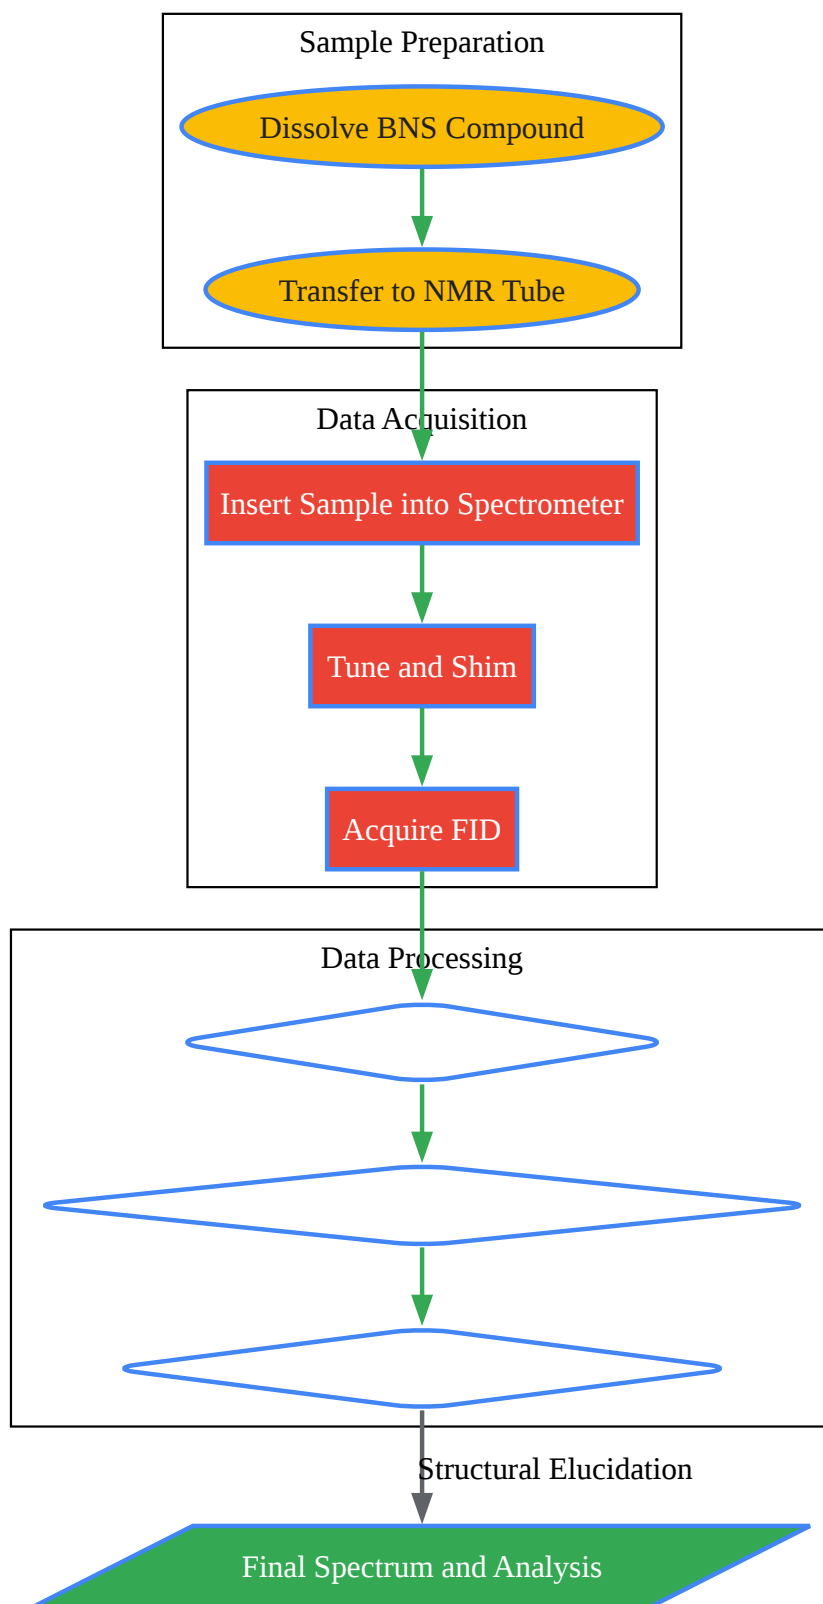 Sample Preparation
Dissolve BNS Compound
Transfer to NMR Tube
Data Acquisition
Insert Sample into Spectrometer
Tune and Shim
Acquire FID
Data Processing
Structural Elucidation
Final Spectrum and Analysis